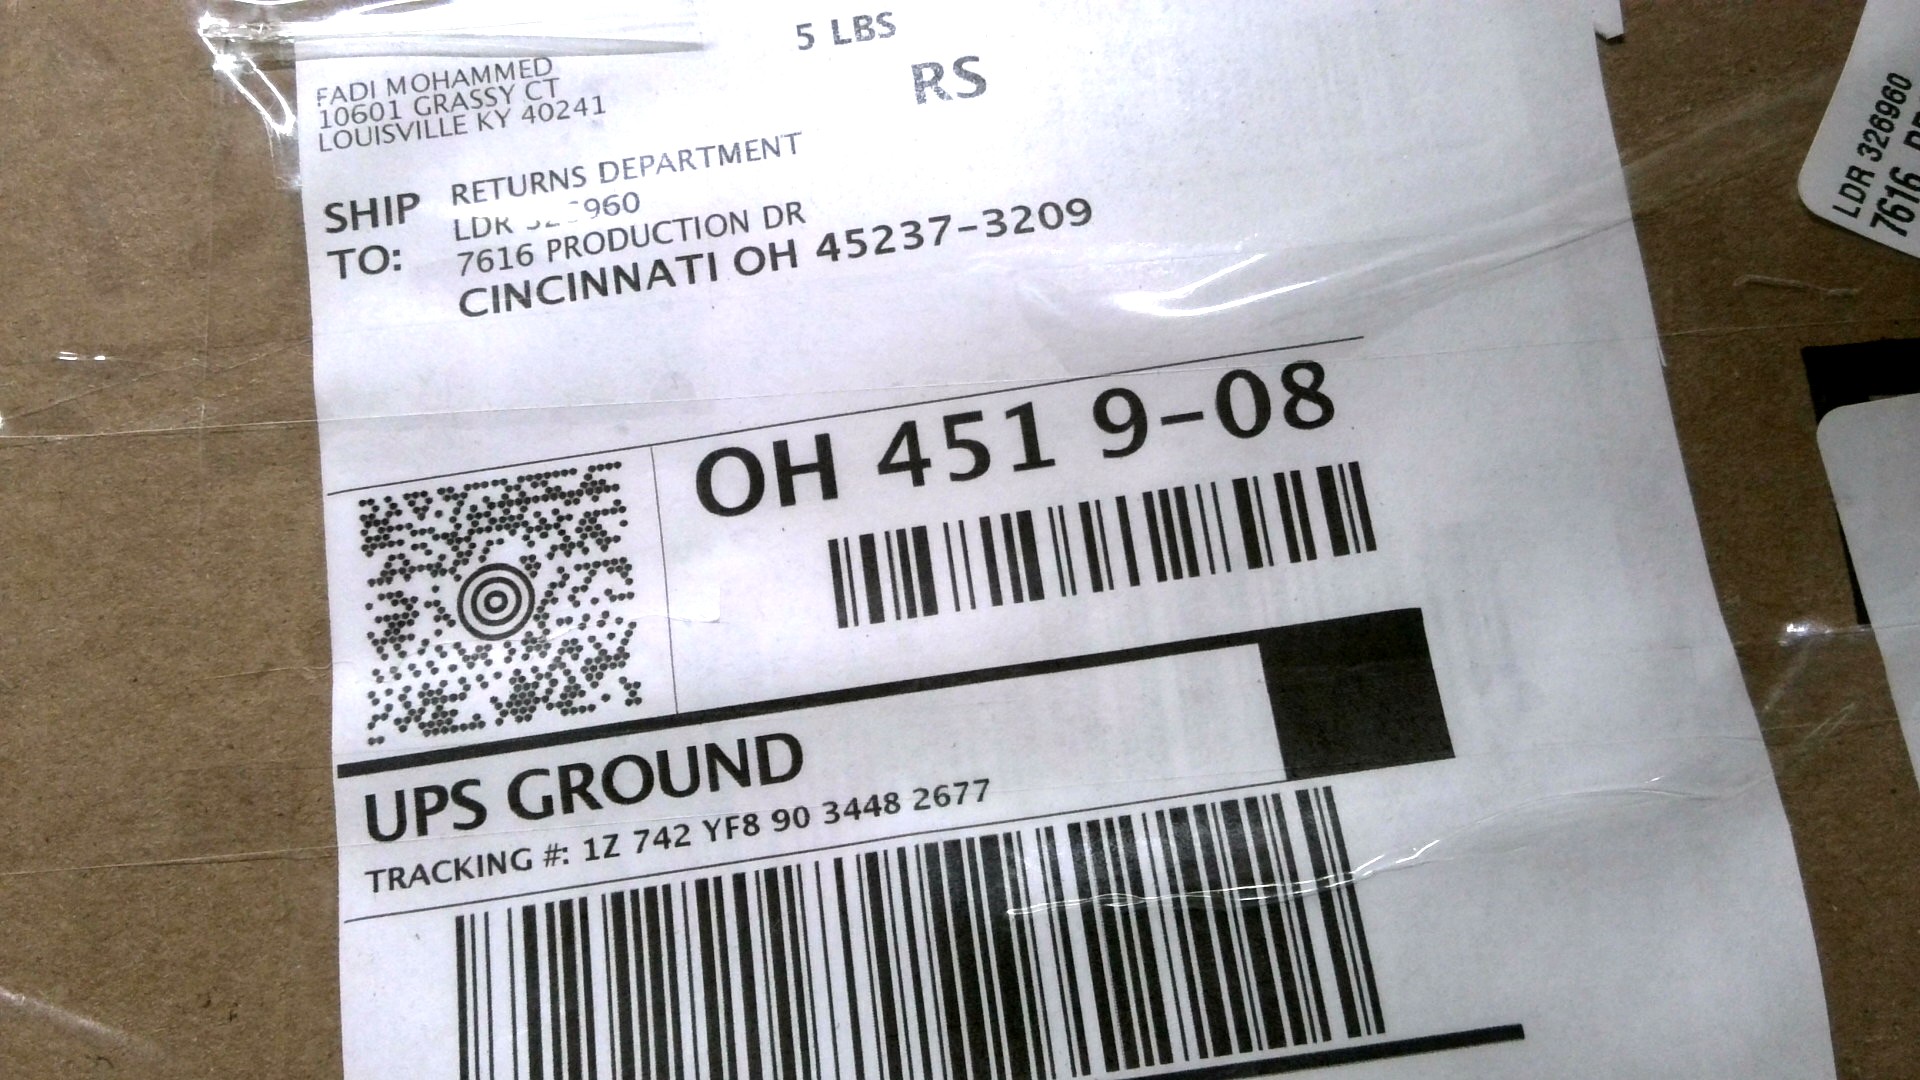 5 LBS
RS
FADI MOHAMMED
10601 GRASSY CT
LOUISVILLE KY 40241
SHIP TO:
RETURNS DEPARTMENT
LDR 960
7616 PRODUCTION DR
CINCINNATI OH 45237-3209
OH 451 9-08
UPS GROUND
TRACKING #: 1Z 742 YF8 90 3448 2677
LDR 326960
7616